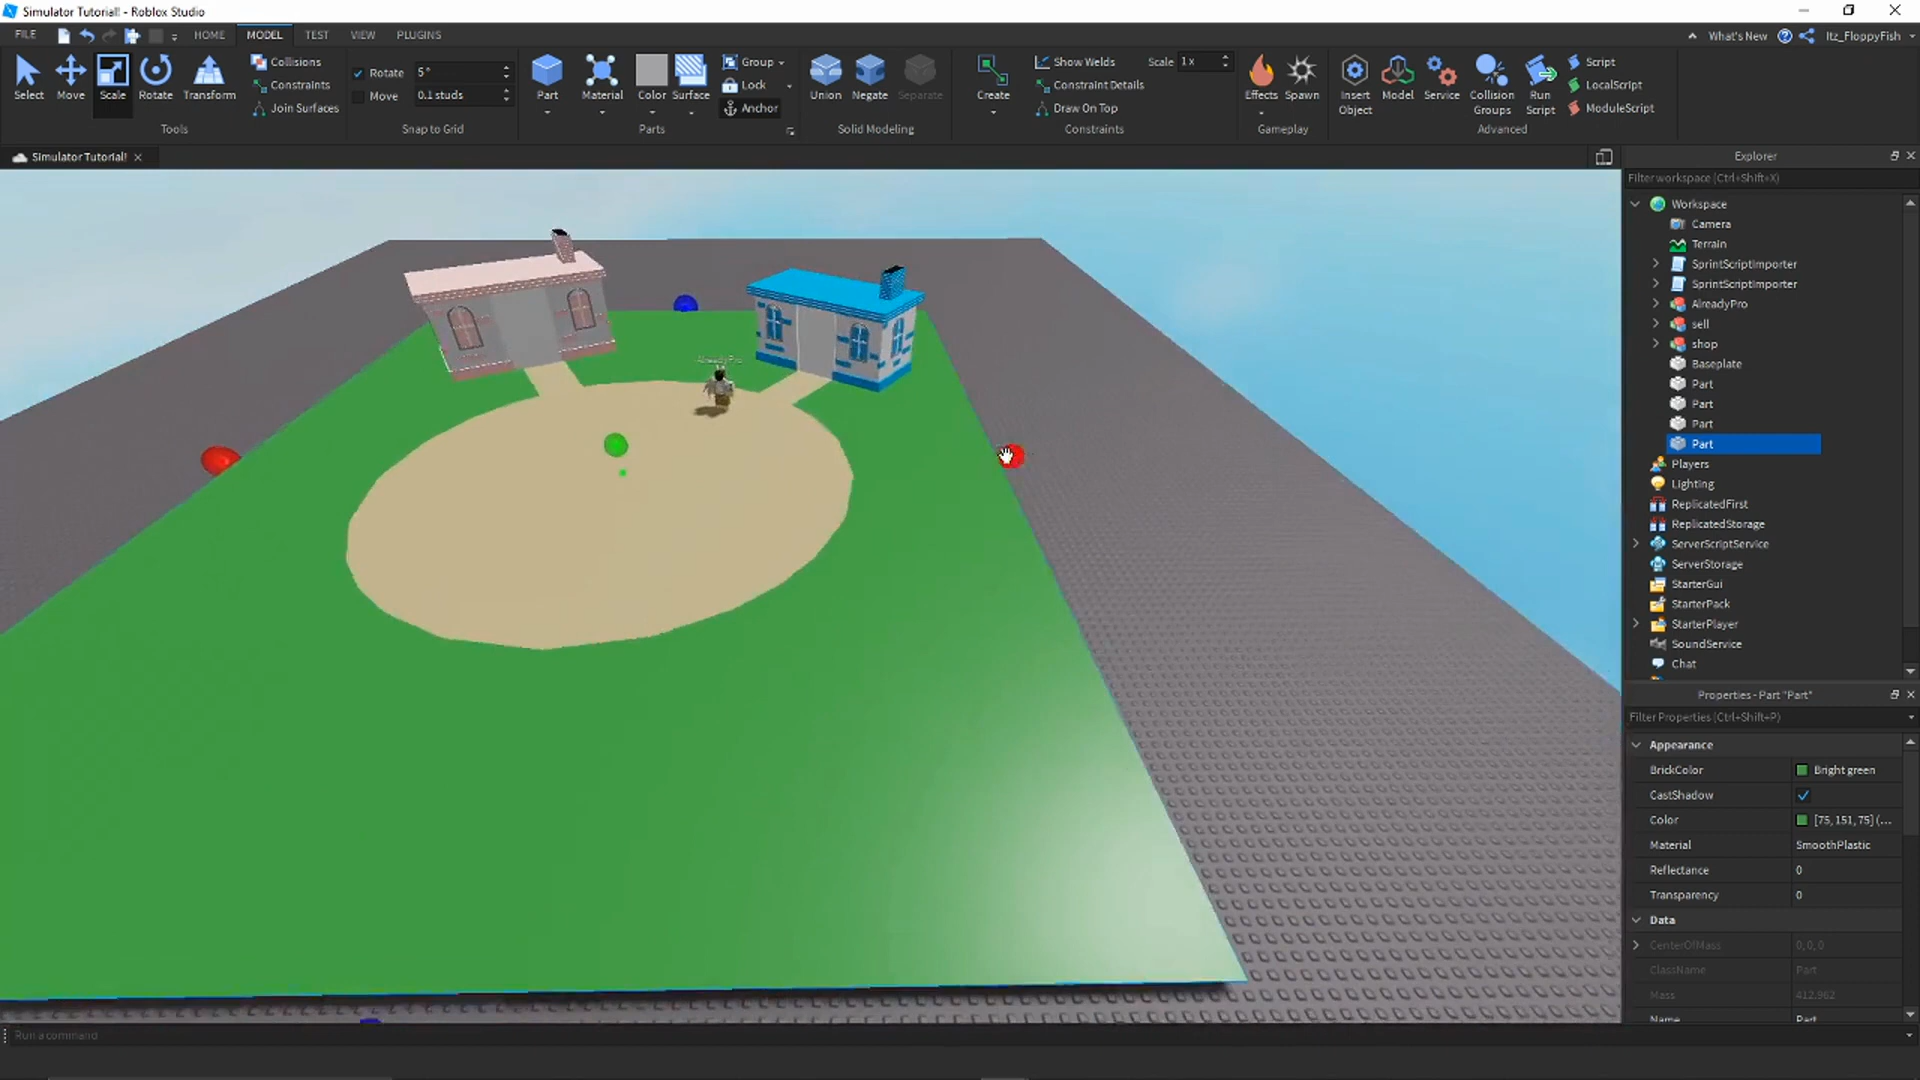 Simulator Tutorial! - Roblox Studio
FILE HOME MODEL TEST VIEW PLUGINS What's New Itz_FloppyFish
Select Move Scale Rotate Transform
Collisions
Constraints
Join Surfaces
Tools
Rotate 5°
Move 0.1 studs
Snap to Grid
Part Material Color Surface
Group
Lock
Anchor
Parts
Union Negate Separate
Solid Modeling
Create
Show Welds Scale 1x
Constraint Details
Draw On Top
Constraints
Effects Spawn
Gameplay
Insert Object Model Service Collision Groups Run Script
Script
LocalScript
ModuleScript
Advanced
Simulator Tutorial!
Explorer
Filter workspace (Ctrl+Shift+X)
Workspace
Camera
Terrain
SprintScriptImporter
SprintScriptImporter
AlreadyPro
sell
shop
Baseplate
Part
Part
Part
Part
Players
Lighting
ReplicatedFirst
ReplicatedStorage
ServerScriptService
ServerStorage
StarterGui
StarterPack
StarterPlayer
SoundService
Chat
Properties - Part "Part"
Filter Properties (Ctrl+Shift+P)
Appearance
BrickColor Bright green
CastShadow
Color [75, 151, 75] (...
Material SmoothPlastic
Reflectance 0
Transparency 0
Data
CenterOfMass 0, 0, 0
ClassName Part
Mass 412.962
Name Part
Run a command